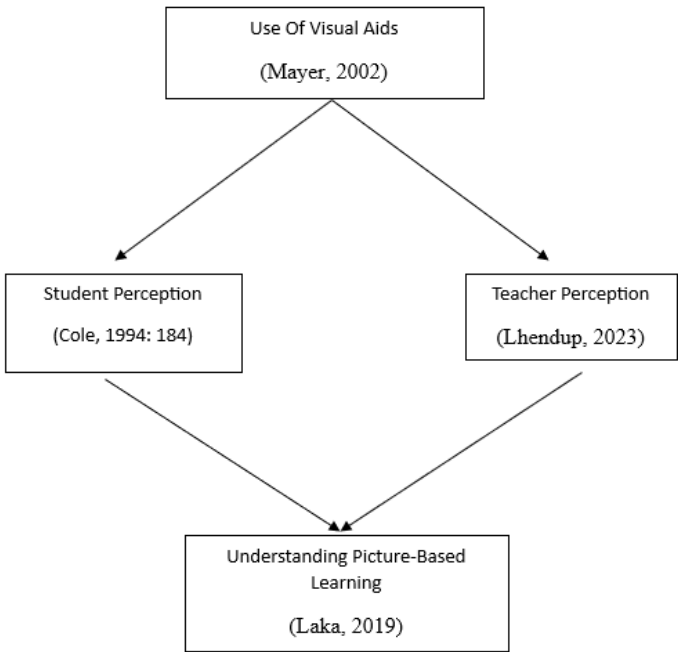 Use Of Visual Aids
(Mayer, 2002)
Student Perception
(Cole, 1994: 184)
Teacher Perception
(Lhendup, 2023)
Understanding Picture-Based
Learning
(Laka, 2019)